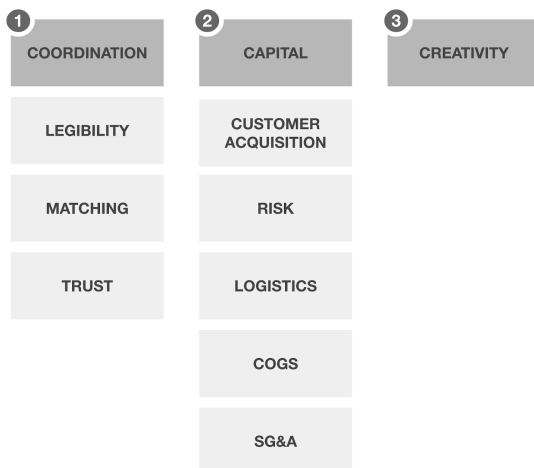 1
COORDINATION
LEGIBILITY
MATCHING
TRUST
2
CAPITAL
CUSTOMER
ACQUISITION
RISK
LOGISTICS
COGS
SG&A
3
CREATIVITY